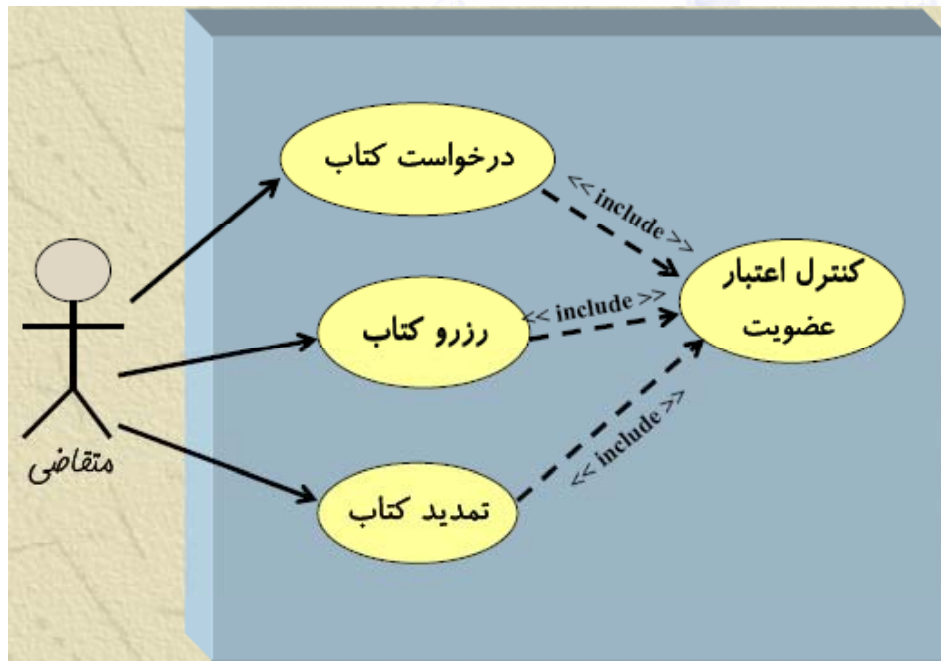 درخواست کتاب
<< include >>
کنترل اعتبار
عضویت
رزرو کتاب
<< include >>
متقاضی
تمدید کتاب
<< include >>